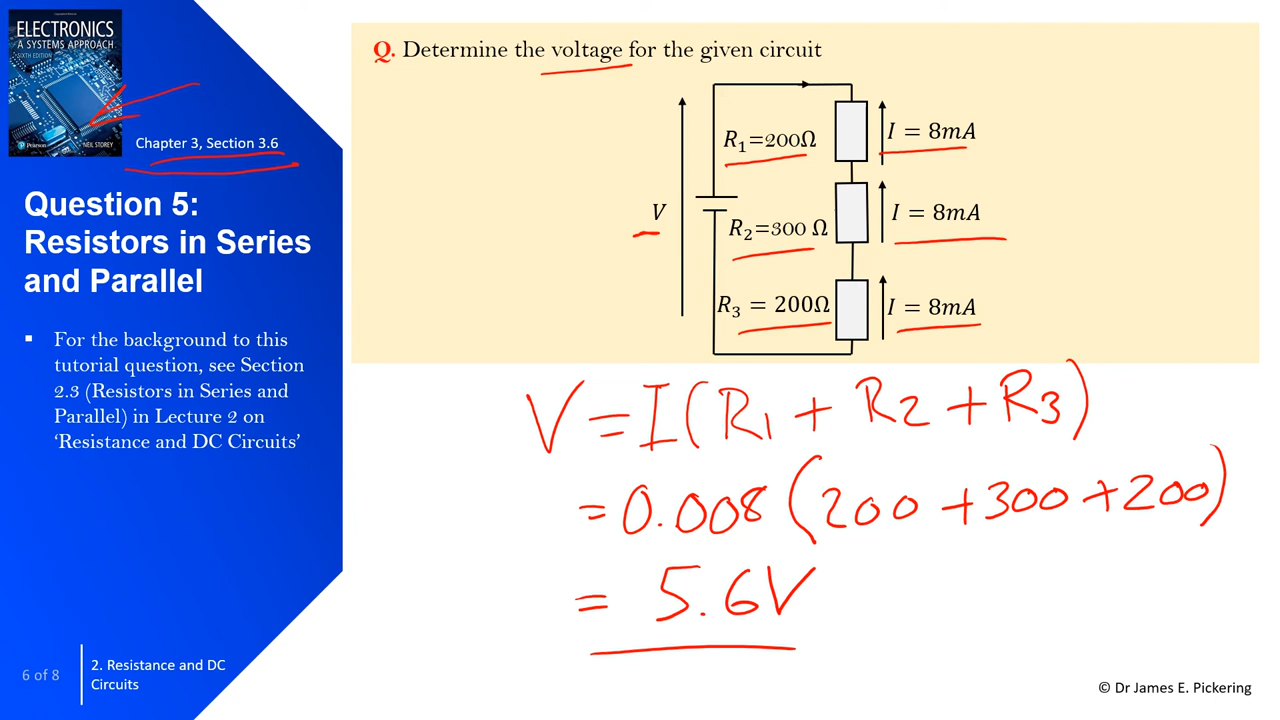 ELECTRONICS
A SYSTEMS APPROACH
SIXTH EDITION
Pearson
NEIL STOREY
Chapter 3, Section 3.6
Question 5:
Resistors in Series
and Parallel
▪ For the background to this
tutorial question, see Section
2.3 (Resistors in Series and
Parallel) in Lecture 2 on
‘Resistance and DC Circuits’
6 of 8
2. Resistance and DC
Circuits
Q. Determine the voltage for the given circuit
R₁=200Ω
I = 8mA
V
R₂=300 Ω
I = 8mA
R₃ = 200Ω
I = 8mA
V = I(R₁ + R₂ + R₃)
= 0.008 (200 + 300 + 200)
= 5.6V
© Dr James E. Pickering